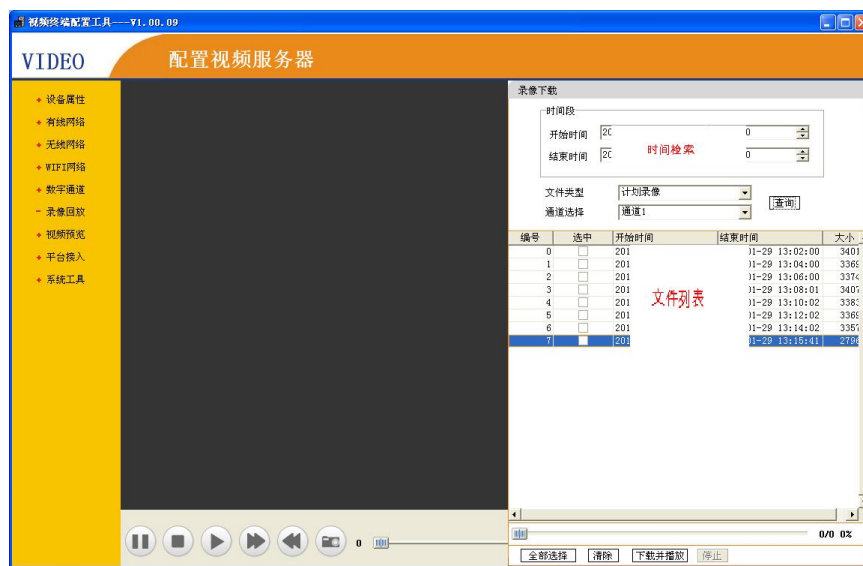 视频终端配置工具---V1.00.09
VIDEO 配置视频服务器
设备属性
有线网络
无线网络
WIFI网络
数字通道
录像回放
视频预览
平台接入
系统工具
录像下载
时间段
开始时间 20 0
结束时间 20 0
时间检索
文件类型 计划录像
通道选择 通道1
查询
编号 选中 开始时间 结束时间 大小
0 201 01-29 13:02:00 3401
1 201 01-29 13:04:00 3369
2 201 01-29 13:06:00 3374
3 201 01-29 13:08:01 3407
4 201 01-29 13:10:02 3383
5 201 01-29 13:12:02 3369
6 201 01-29 13:14:02 3357
7 201 01-29 13:15:41 2796
文件列表
0
0/0 0%
全部选择 清除 下载并播放 停止